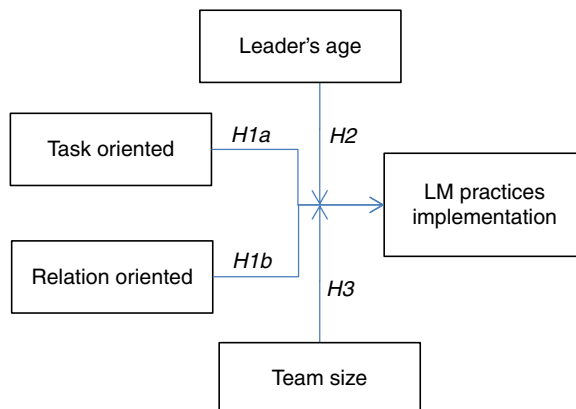 Leader’s age
H1a
H2
Task oriented
LM practices
implementation
H1b
Relation oriented
H3
Team size